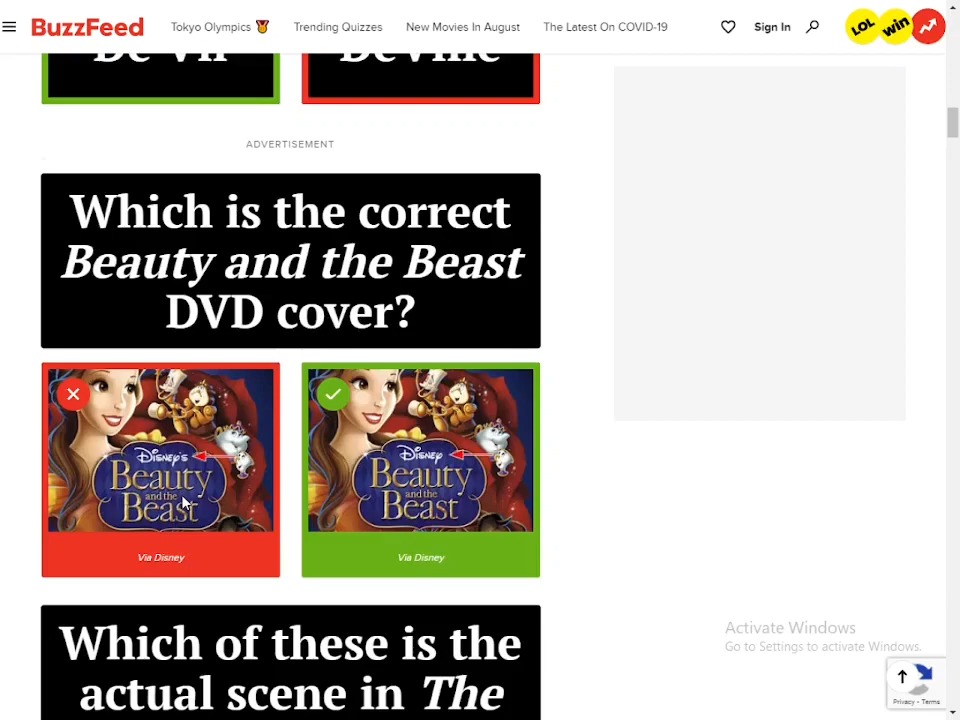 BuzzFeed
Tokyo Olympics
Trending Quizzes
New Movies In August
The Latest On COVID-19
Sign In
LOL
win
De Vil
DeVille
ADVERTISEMENT
Which is the correct
Beauty and the Beast
DVD cover?
DISNEY'S
Beauty
and the
Beast
Via Disney
DISNEY
Beauty
and the
Beast
Via Disney
Which of these is the
actual scene in The
Activate Windows
Go to Settings to activate Windows.
Privacy - Terms